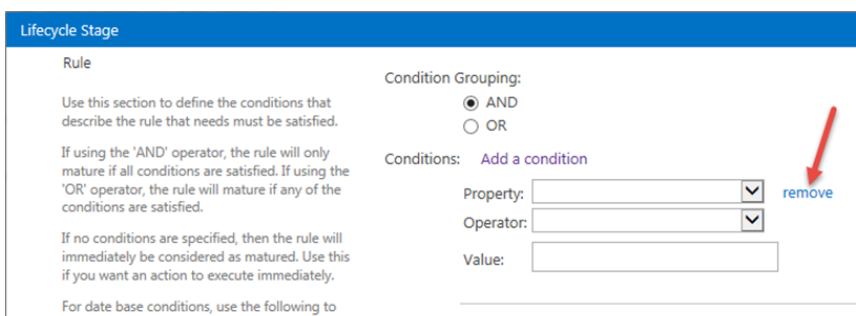 Lifecycle Stage
Rule
Use this section to define the conditions that
describe the rule that needs must be satisfied.
If using the 'AND' operator, the rule will only
mature if all conditions are satisfied. If using the
'OR' operator, the rule will mature if any of the
conditions are satisfied.
If no conditions are specified, then the rule will
immediately be considered as matured. Use this
if you want an action to execute immediately.
For date base conditions, use the following to
Condition Grouping:
AND
OR
Conditions: Add a condition
Property: remove
Operator:
Value: